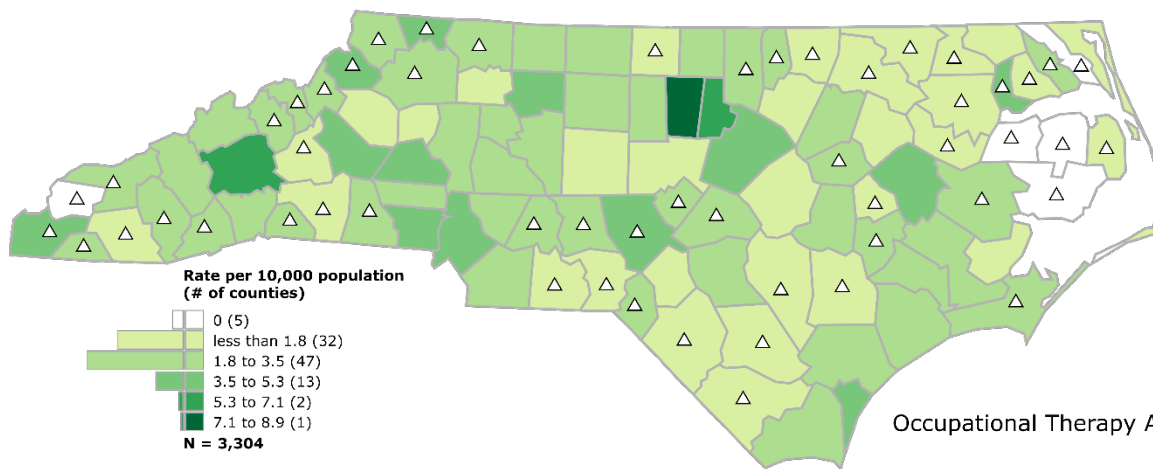 Rate per 10,000 population
(# of counties)
0 (5)
less than 1.8 (32)
1.8 to 3.5 (47)
3.5 to 5.3 (13)
5.3 to 7.1 (2)
7.1 to 8.9 (1)
N = 3,304
Occupational Therapy A